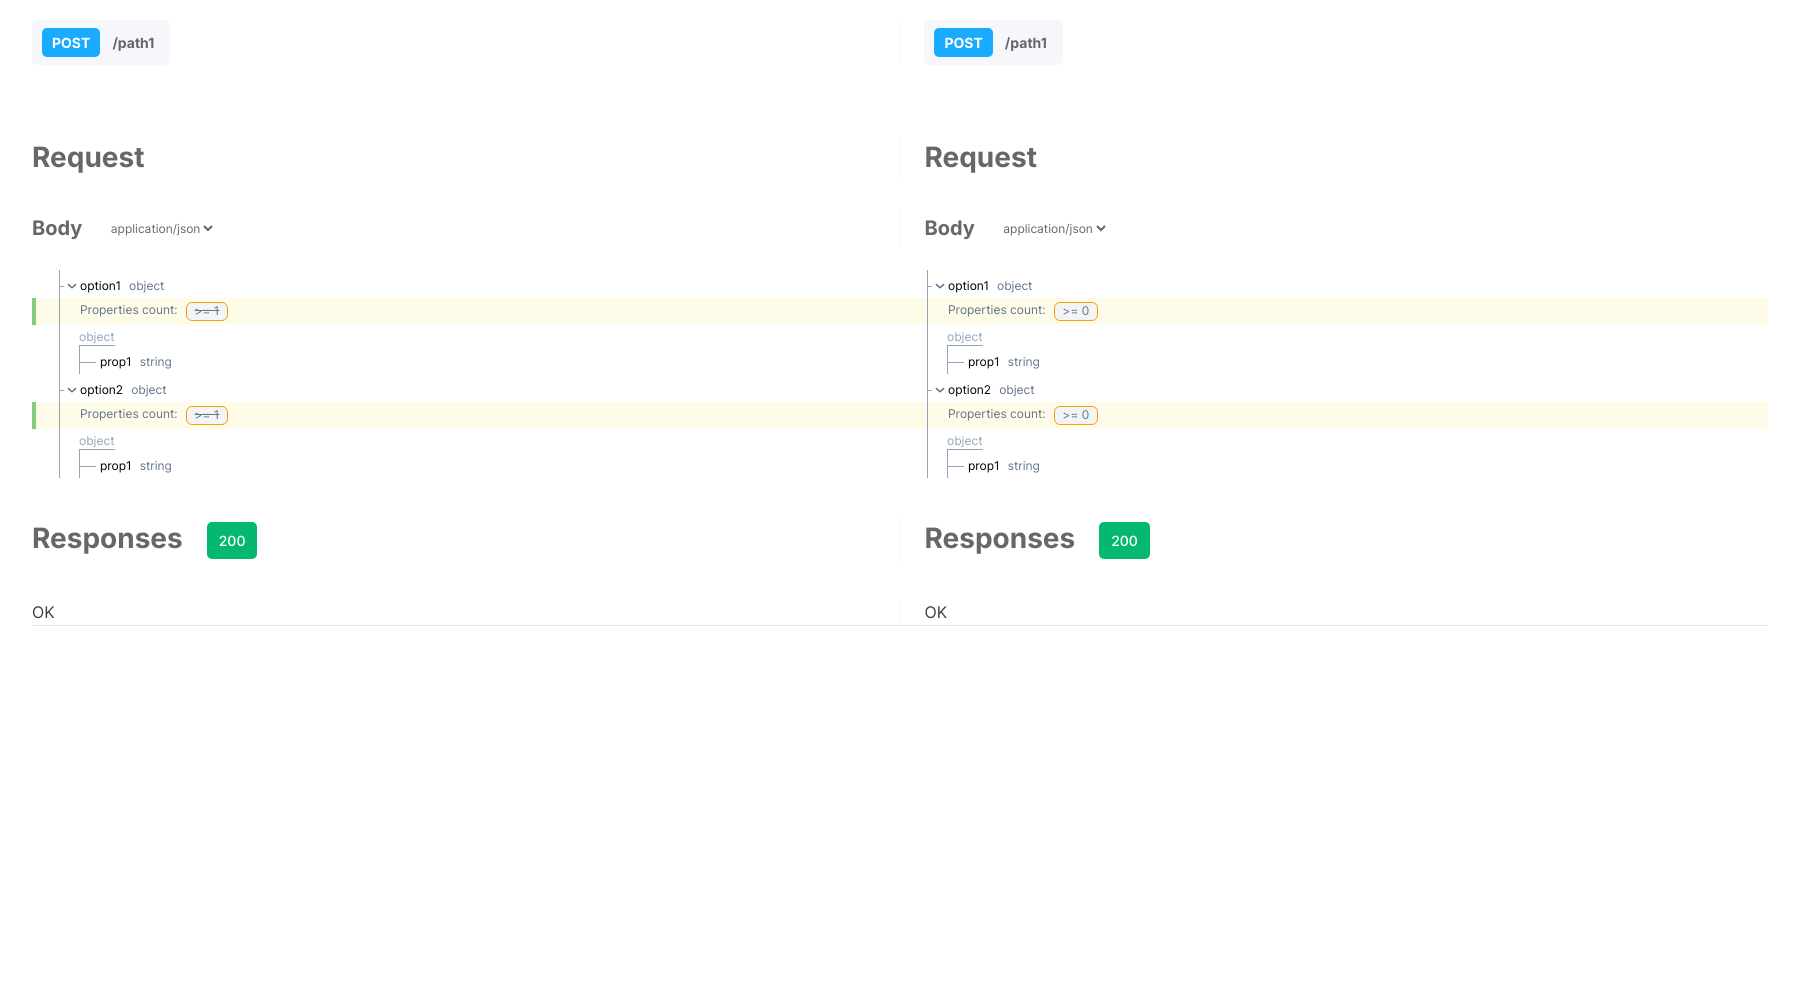 POST /path1 POST /path1
Request Request
Body application/json Body application/json
option1 object option1 object
Properties count: >= 1 Properties count: >= 0
object object
prop1 string prop1 string
option2 object option2 object
Properties count: >= 1 Properties count: >= 0
object object
prop1 string prop1 string
Responses 200 Responses 200
OK OK